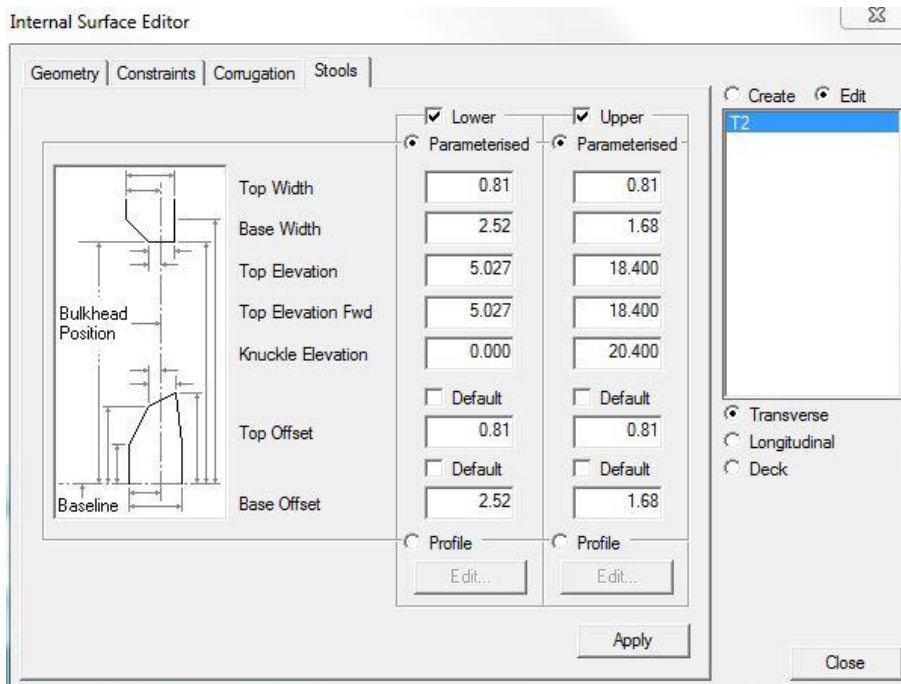 Internal Surface Editor
Geometry Constraints Corrugation Stools
Create Edit
T2
Lower Upper
Parameterised Parameterised
Top Width 0.81 0.81
Base Width 2.52 1.68
Top Elevation 5.027 18.400
Top Elevation Fwd 5.027 18.400
Knuckle Elevation 0.000 20.400
Default Default
Top Offset 0.81 0.81
Default Default
Base Offset 2.52 1.68
Bulkhead
Position
Baseline
Profile Profile
Edit... Edit...
Transverse
Longitudinal
Deck
Apply
Close